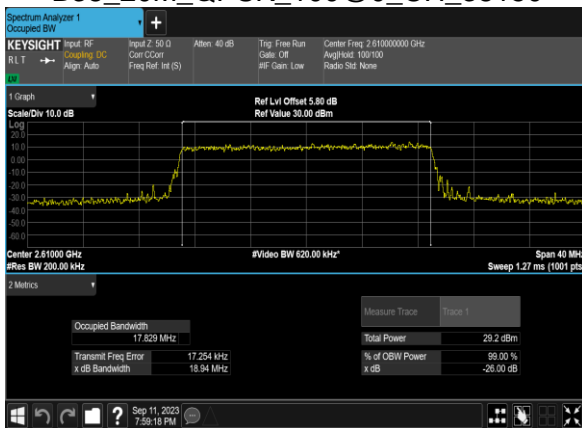 Spectrum Analyzer 1
Occupied BW
+
KEYSIGHT Input: RF Input Z: 50 Ω Atten: 40 dB Trig: Free Run Center Freq: 2.610000000 GHz
RLT Coupling: DC Corr CCorr Gate: Off Avg|Hold: 100/100
Align: Auto Freq Ref: Int (S) #IF Gain: Low Radio Std: None
1 Graph
Ref Lvl Offset 5.80 dB
Scale/Div 10.0 dB Ref Value 30.00 dBm
Log
20.0
10.0
0.00
-10.0
-20.0
-30.0
-40.0
-50.0
-60.0
Center 2.61000 GHz #Video BW 620.00 kHz* Span 40 MHz
#Res BW 200.00 kHz Sweep 1.27 ms (1001 pts
2 Metrics
Measure Trace Trace 1
Occupied Bandwidth
17.829 MHz
Total Power 29.2 dBm
Transmit Freq Error 17.254 kHz % of OBW Power 99.00 %
x dB Bandwidth 18.94 MHz x dB -26.00 dB
? Sep 11, 2023
7:59:18 PM